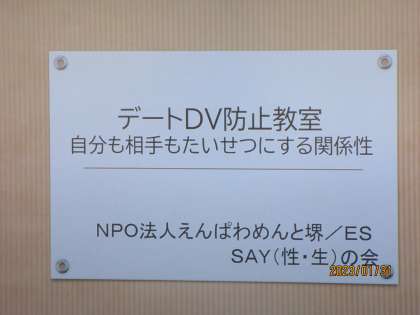 デートDV防止教室
自分も相手もたいせつにする関係性
NPO法人えんぱわめんと堺／ES
SAY(性・生)の会
2023/01/31